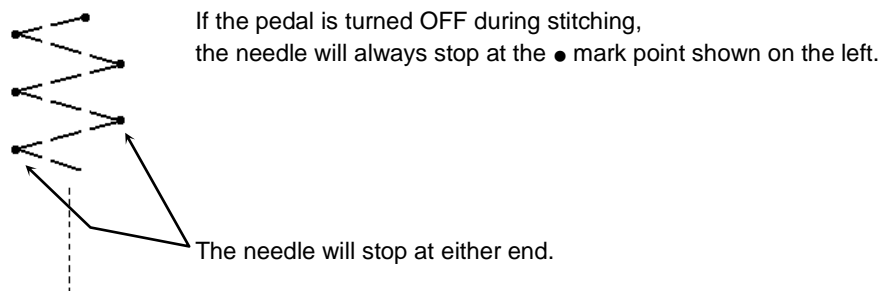 If the pedal is turned OFF during stitching,
the needle will always stop at the ● mark point shown on the left.
The needle will stop at either end.